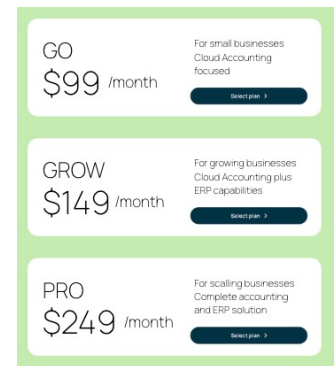 GO
$99 /month
For small businesses
Cloud Accounting
focused
Select plan >
GROW
$149 /month
For growing businesses
Cloud Accounting plus
ERP capabilities
Select plan >
PRO
$249 /month
For scalling businesses
Complete accounting
and ERP solution
Select plan >